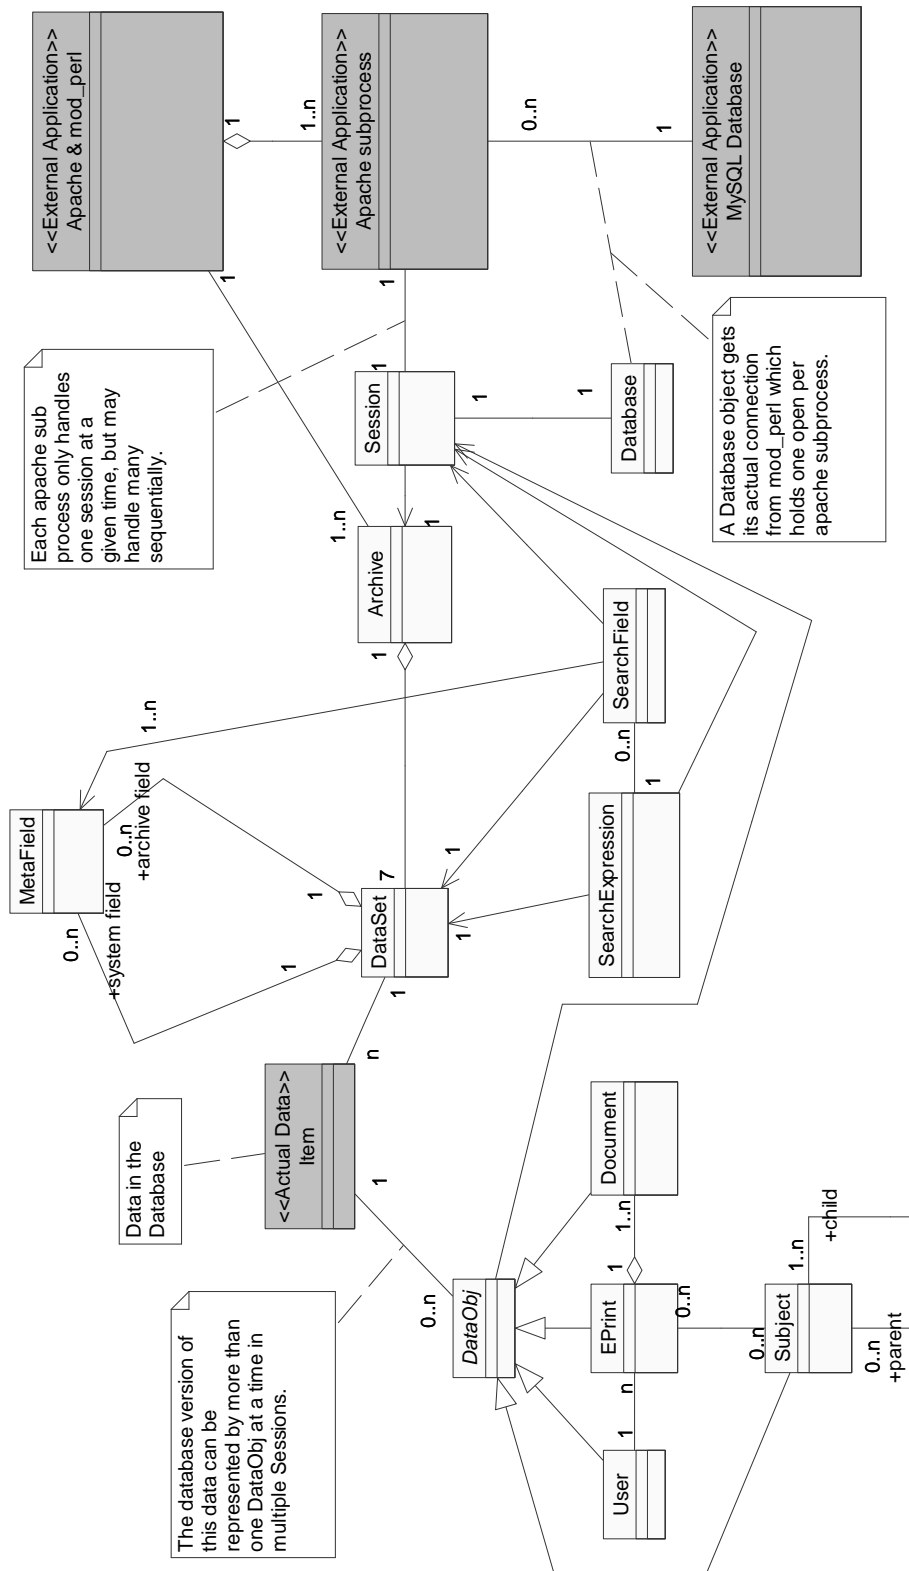 <<External Application>>
Apache & mod_perl
1
1
1..n
<<External Application>>
Apache subprocess
1
0..n
1
<<External Application>>
MySQL Database
Each apache sub
process only handles
one session at a
given time, but may
handle many
sequentially.
1
Session
1
1
Database
A Database object gets
its actual connection
from mod_perl which
holds one open per
apache subprocess.
1..n
1
Archive
1
MetaField
0..n
+system field
0..n
+archive field
1..n
1
1
7
DataSet
1
1
1
SearchField
0..n
1
SearchExpression
Data in the
Database
<<Actual Data>>
Item
n
1
The database version of
this data can be
represented by more than
one DataObj at a time in
multiple Sessions.
0..n
DataObj
Document
1..n
1
EPrint
n
0..n
1
User
0..n
Subject
1..n
+child
0..n
+parent